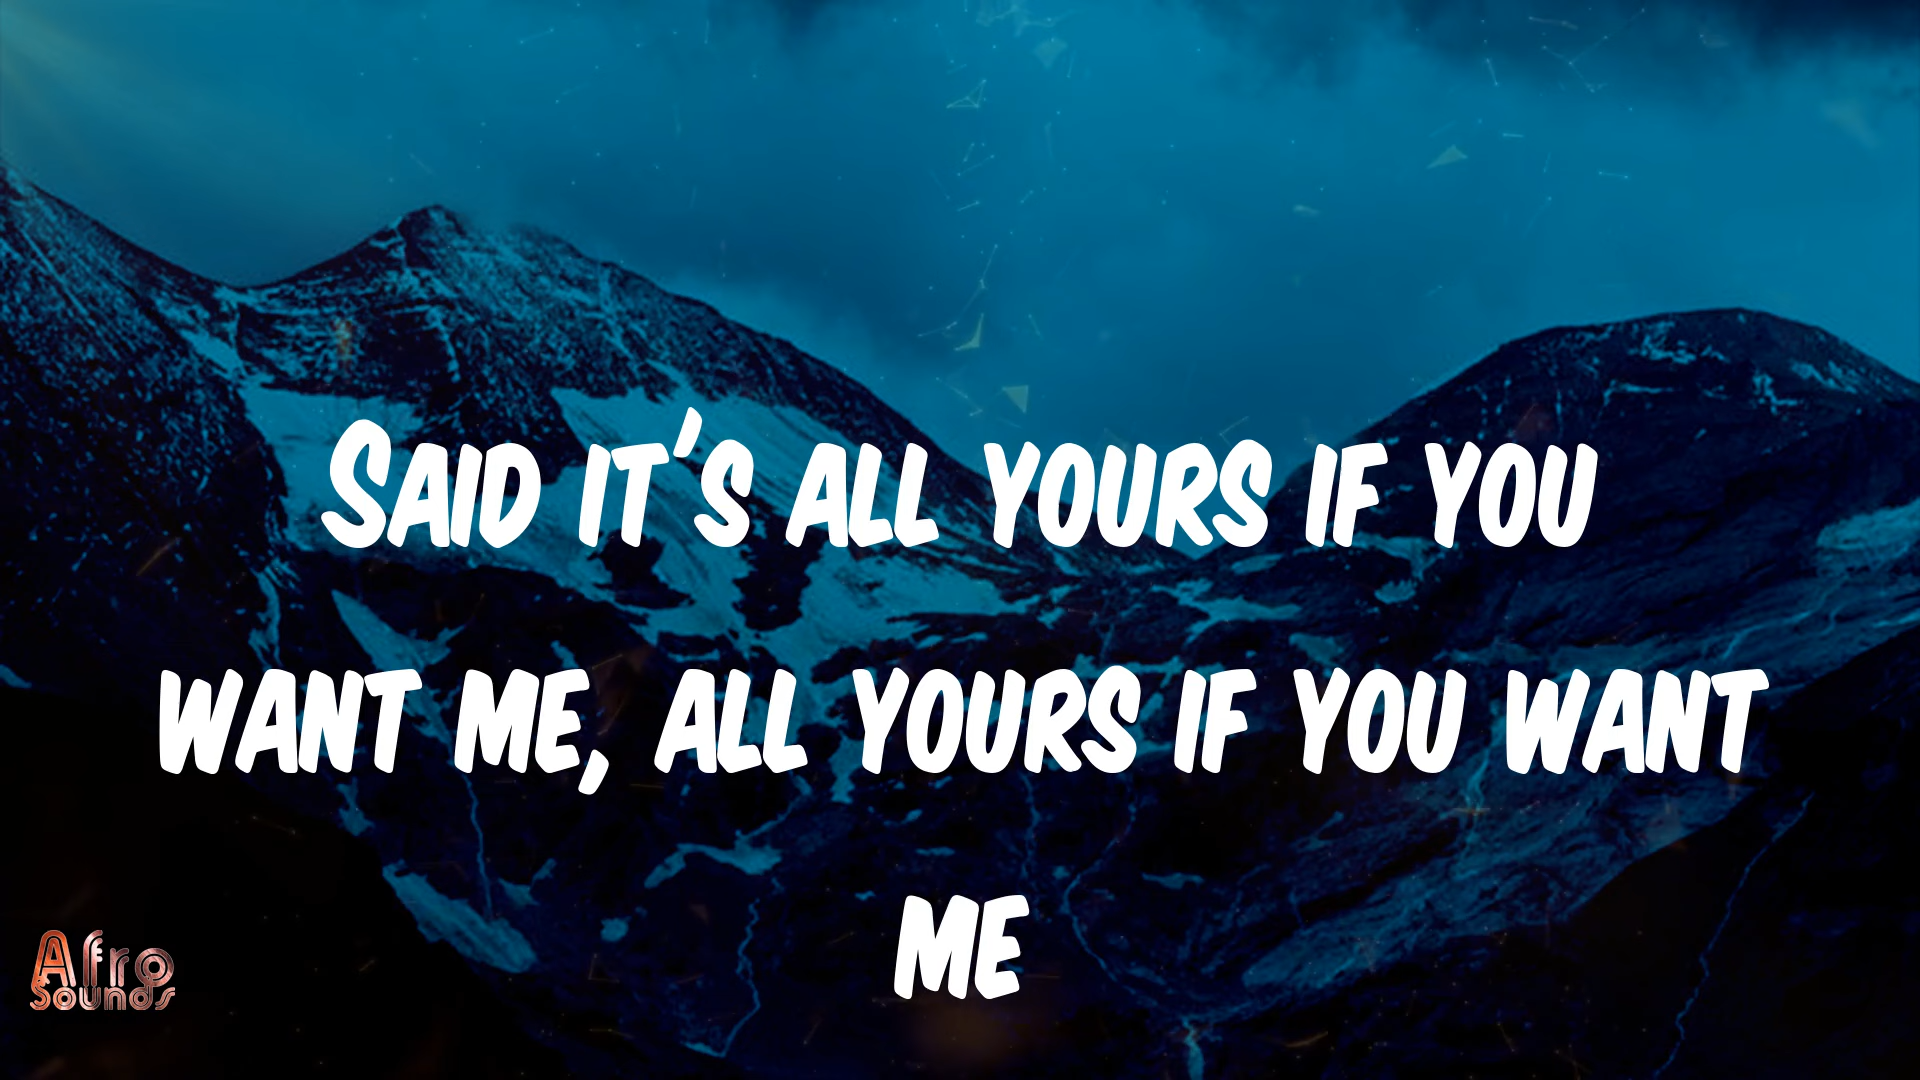 Said it's all yours if you
want me, all yours if you want
me
Afro
Sounds